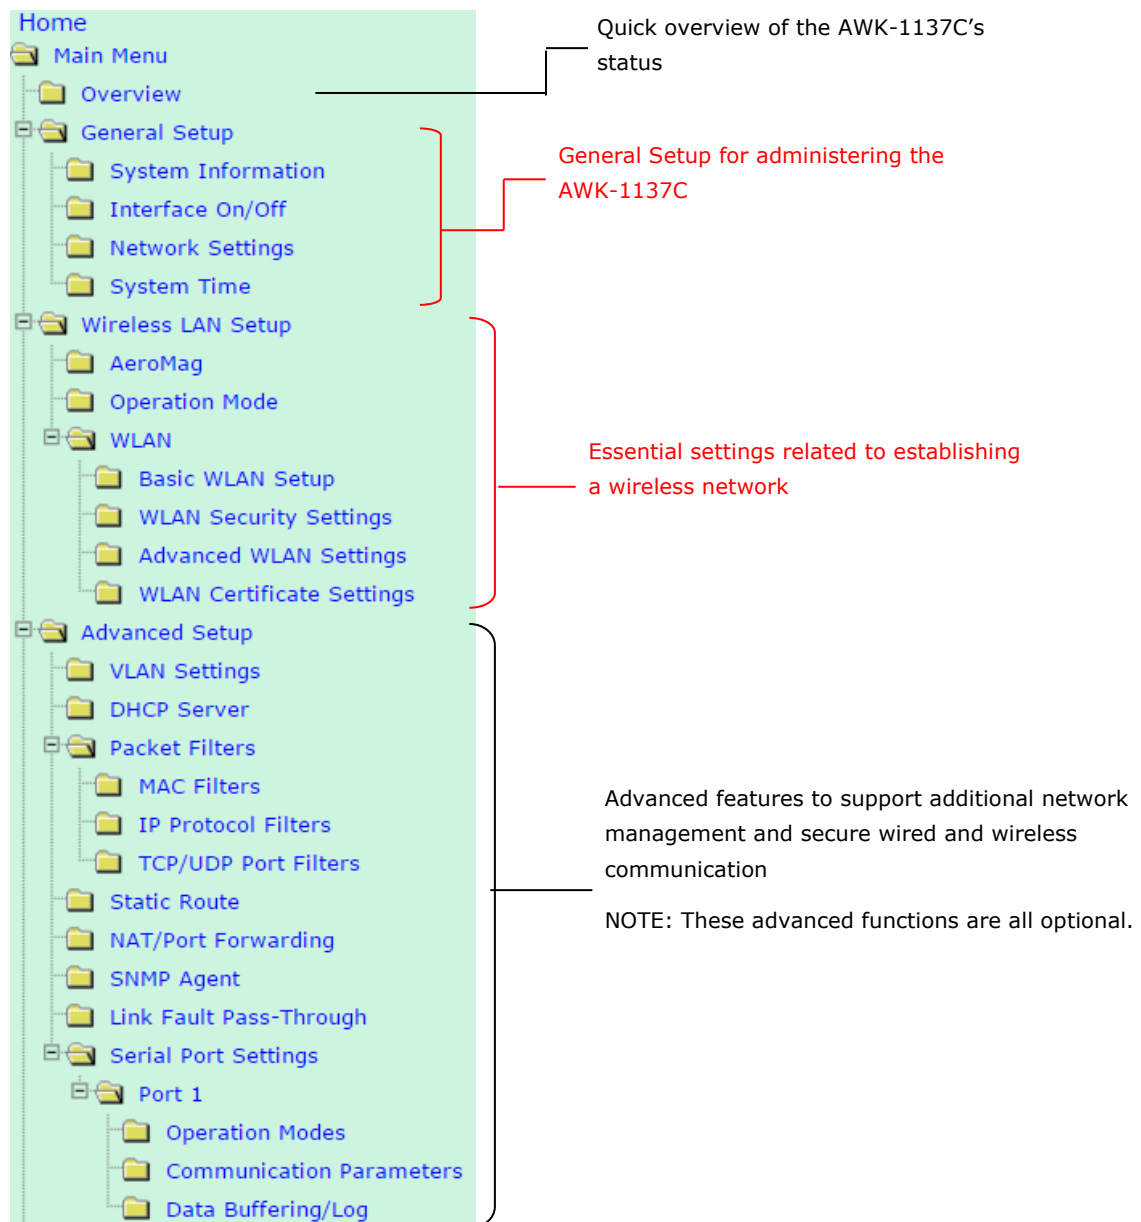 Home
Main Menu
Overview
General Setup
System Information
Interface On/Off
Network Settings
System Time
Wireless LAN Setup
AeroMag
Operation Mode
WLAN
Basic WLAN Setup
WLAN Security Settings
Advanced WLAN Settings
WLAN Certificate Settings
Advanced Setup
VLAN Settings
DHCP Server
Packet Filters
MAC Filters
IP Protocol Filters
TCP/UDP Port Filters
Static Route
NAT/Port Forwarding
SNMP Agent
Link Fault Pass-Through
Serial Port Settings
Port 1
Operation Modes
Communication Parameters
Data Buffering/Log
Quick overview of the AWK-1137C’s
status
General Setup for administering the
AWK-1137C
Essential settings related to establishing
a wireless network
Advanced features to support additional network
management and secure wired and wireless
communication
NOTE: These advanced functions are all optional.